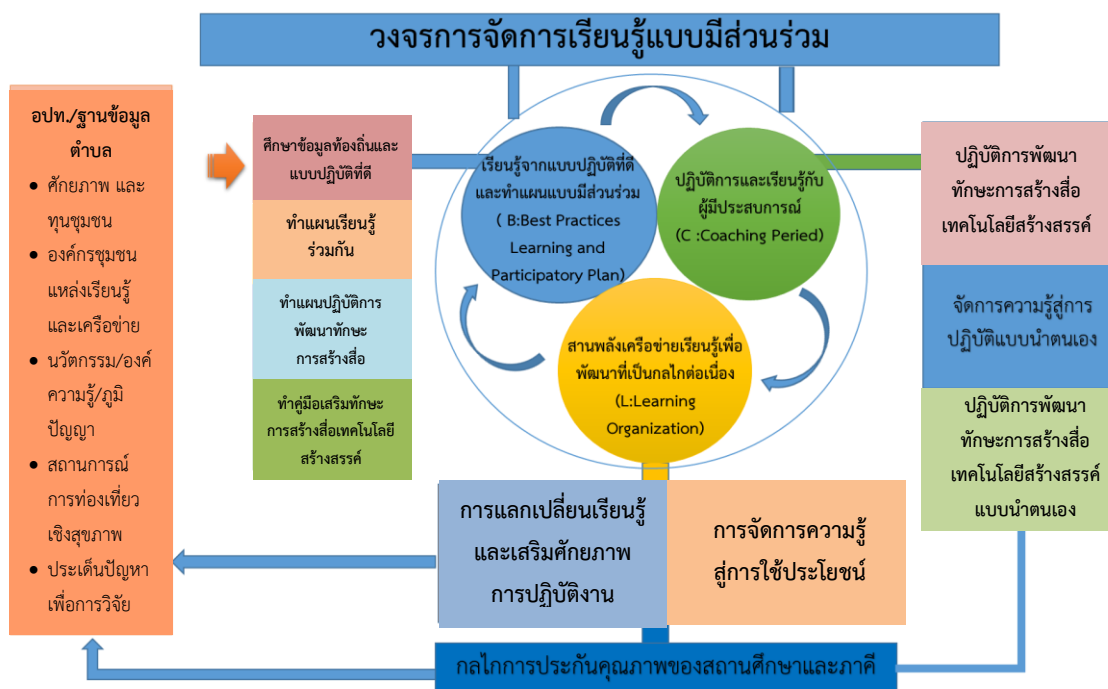 วงจรการจัดการเรียนรู้แบบมีส่วนร่วม
อปท./ฐานข้อมูล
ตำบล
• ศักยภาพ และ
ทุนชุมชน
• องค์กรชุมชน
แหล่งเรียนรู้
และเครือข่าย
• นวัตกรรม/องค์
ความรู้/ภูมิ
ปัญญา
• สถานการณ์
การท่องเที่ยว
เชิงสุขภาพ
• ประเด็นปัญหา
เพื่อการวิจัย
ศึกษาข้อมูลท้องถิ่นและ
แบบปฏิบัติที่ดี
ทำแผนเรียนรู้
ร่วมกัน
ทำแผนปฏิบัติการ
พัฒนาทักษะ
การสร้างสื่อ
ทำคู่มือเสริมทักษะ
การสร้างสื่อเทคโนโลยี
สร้างสรรค์
เรียนรู้จากแบบปฏิบัติที่ดี
และทำแผนแบบมีส่วนร่วม
( B:Best Practices
Learning and
Participatory Plan)
ปฏิบัติการและเรียนรู้กับ
ผู้มีประสบการณ์
(C :Coaching Peried)
สานพลังเครือข่ายเรียนรู้เพื่อ
พัฒนาที่เป็นกลไกต่อเนื่อง
(L:Learning
Organization)
ปฏิบัติการพัฒนา
ทักษะการสร้างสื่อ
เทคโนโลยีสร้างสรรค์
จัดการความรู้สู่การ
ปฏิบัติแบบนำตนเอง
ปฏิบัติการพัฒนา
ทักษะการสร้างสื่อ
เทคโนโลยีสร้างสรรค์
แบบนำตนเอง
การแลกเปลี่ยนเรียนรู้
และเสริมศักยภาพ
การปฏิบัติงาน
การจัดการความรู้
สู่การใช้ประโยชน์
กลไกการประกันคุณภาพของสถานศึกษาและภาคี